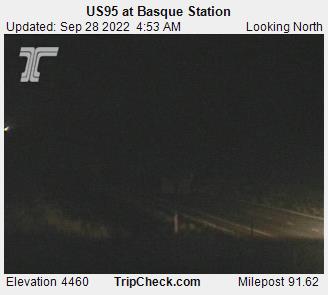 US95 at Basque Station
Updated: Sep 28 2022 4:53 AM Looking North
Elevation 4460 TripCheck.com Milepost 91.62